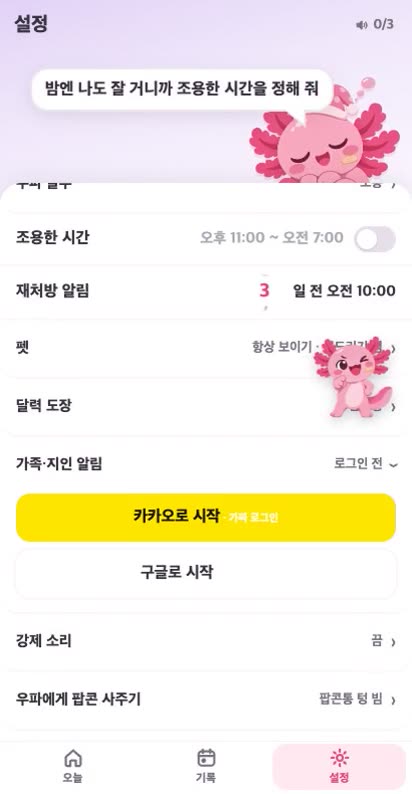 설정
0/3
밤엔 나도 잘 거니까 조용한 시간을 정해 줘
조용한 시간
오후 11:00 ~ 오전 7:00
재처방 알림
3 일 전 오전 10:00
펫
항상 보이기 ·
달력 도장
가족·지인 알림
로그인 전
카카오로 시작 · 가짜 로그인
구글로 시작
강제 소리
끔
우파에게 팝콘 사주기
팝콘통 텅 빔
오늘
기록
설정